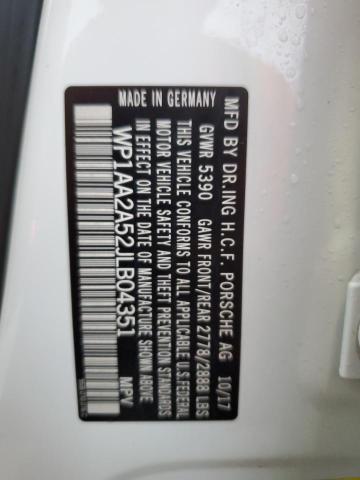 MADE IN GERMANY
MFD BY DR.ING H.C.F. PORSCHE AG 10/17
GVWR 5390 GAWR FRONT/REAR 2778/2888 LBS
THIS VEHICLE CONFORMS TO ALL APPLICABLE U.S.FEDERAL
MOTOR VEHICLE SAFETY AND THEFT PREVENTION STANDARDS
IN EFFECT ON THE DATE OF MANUFACTURE SHOWN ABOVE.
WP1AA2A52JLB04351 MPV